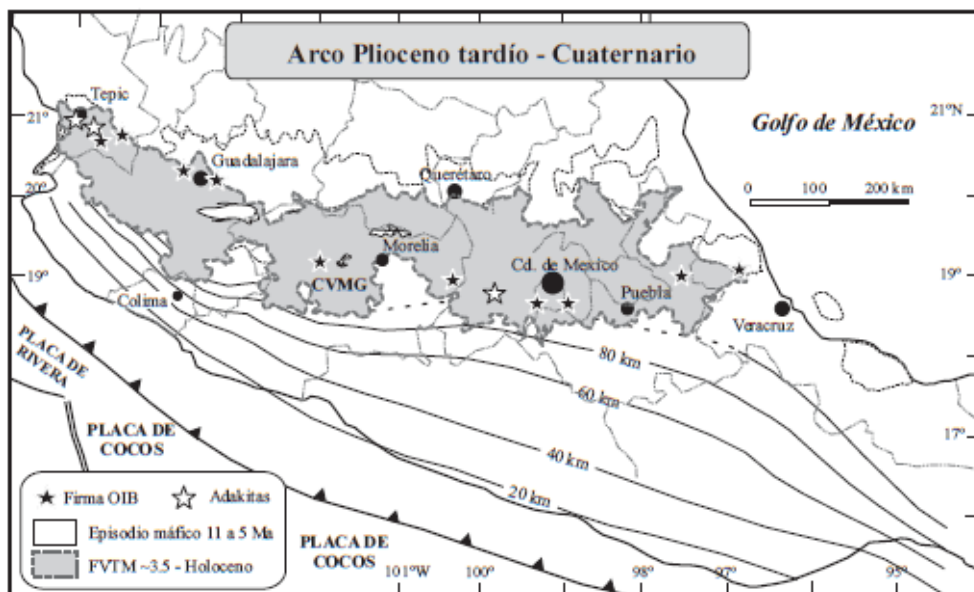 Arco Plioceno tardío - Cuaternario
21°
Tepic
21°N
Golfo de México
Guadalajara
Querétaro
20°
0 100 200 km
Morelia
19°
CVMG
Cd. de Mexico
19°
Colima
Puebla
Veracruz
PLACA DE
RIVERA
80 km
60 km
PLACA DE
COCOS
17°
40 km
20 km
Firma OIB
Adakitas
Episodio máfico 11 a 5 Ma
FVTM ~3.5 - Holoceno
PLACA DE
COCOS
101°W
100°
98°
97°
95°